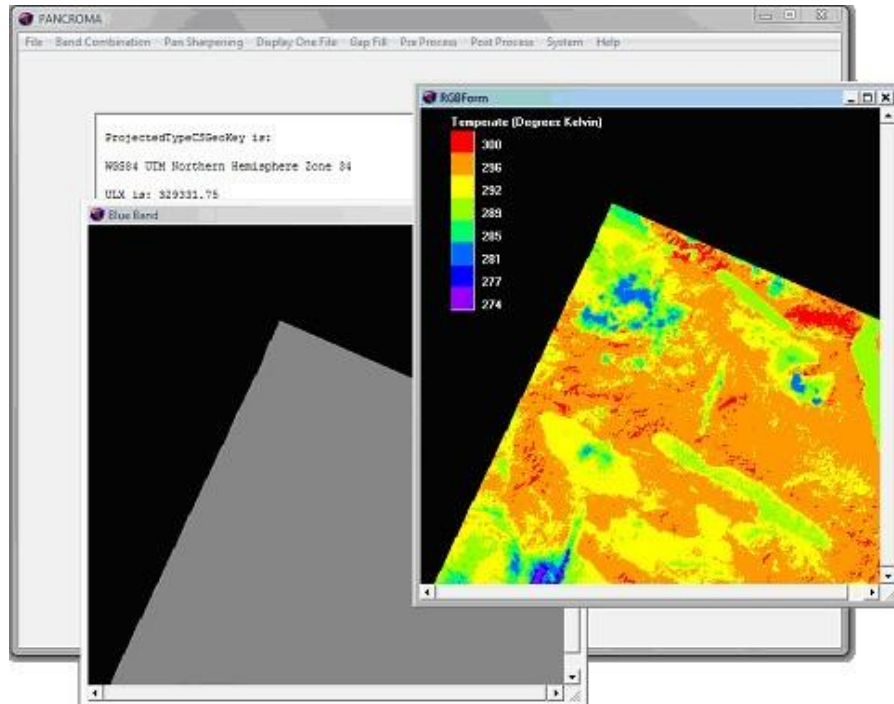 PANCROMA
File Band Combination Pan Sharpening Display One File Gap Fill Pre Process Post Process System Help
ProjectedTypeCSGeoKey is:
WGS84 UTM Northern Hemisphere Zone 34
ULX is: 329331.75
Blue Band
RGBForm
Temperate (Degrees Kelvin)
300
296
292
289
285
281
277
274